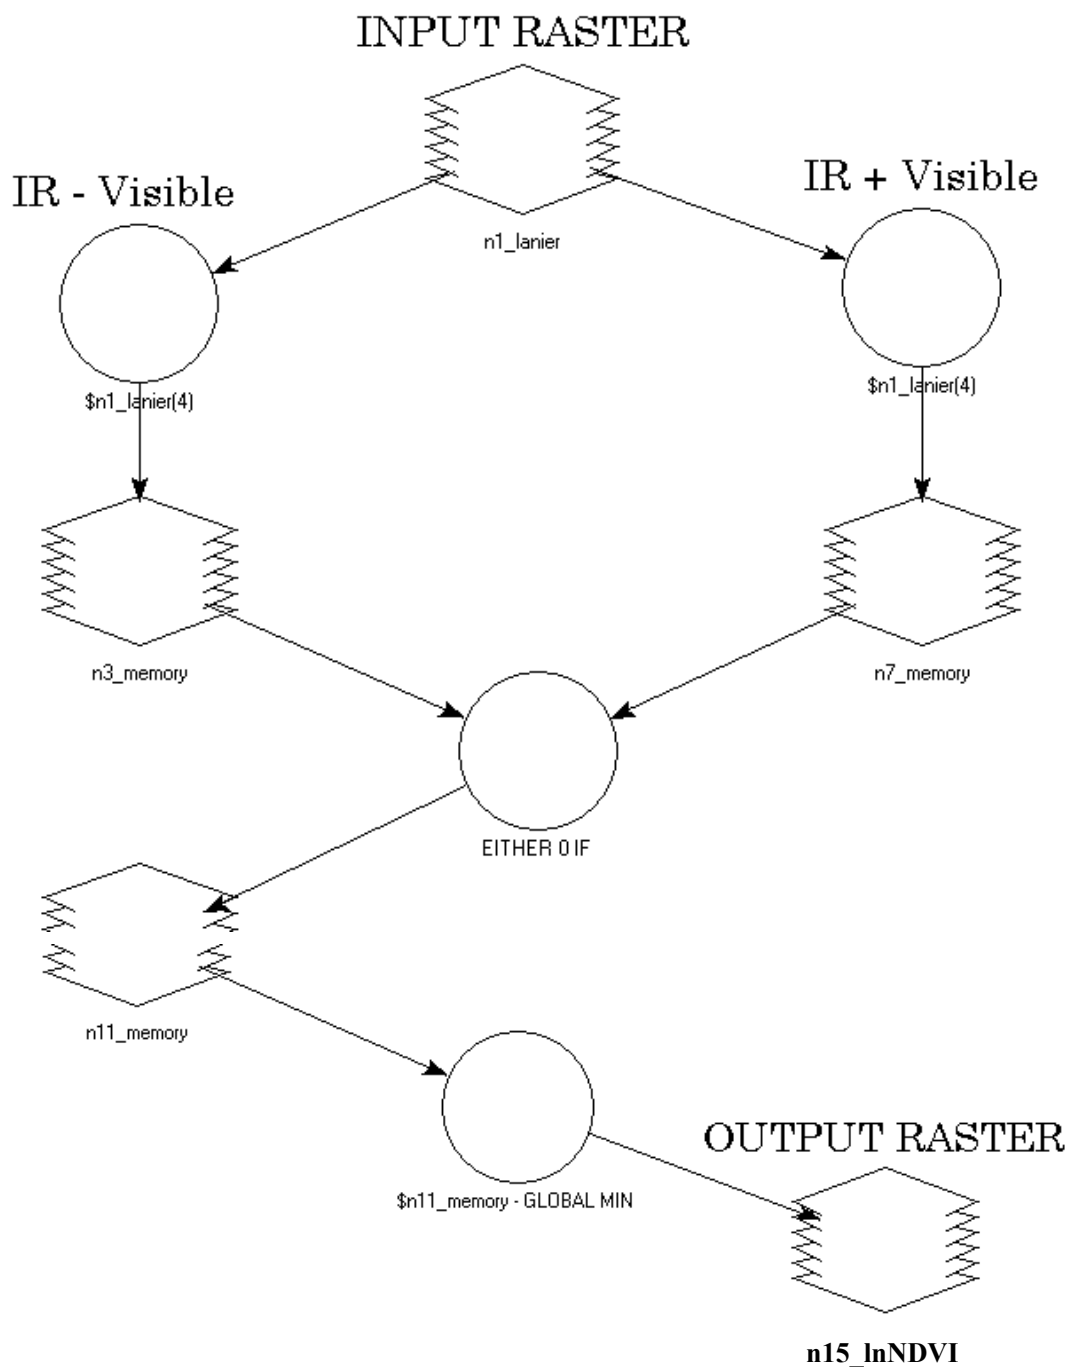 INPUT RASTER
IR - Visible
IR + Visible
n1_lanier
$n1_lanier(4)
$n1_lanier(4)
n3_memory
n7_memory
EITHER 0 IF
n11_memory
$n11_memory - GLOBAL MIN
OUTPUT RASTER
n15_lnNDVI